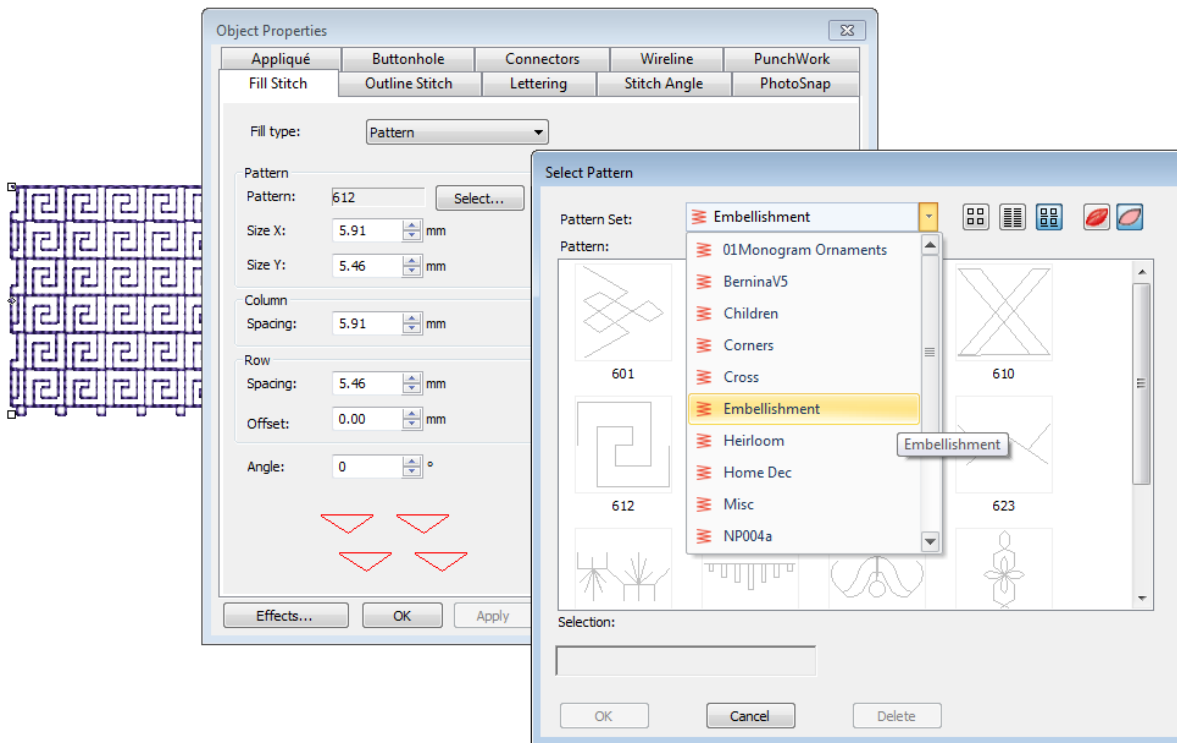 Object Properties
Appliqué Buttonhole Connectors Wireline PunchWork
Fill Stitch Outline Stitch Lettering Stitch Angle PhotoSnap
Fill type: Pattern
Pattern
Pattern: 612 Select...
Size X: 5.91 mm
Size Y: 5.46 mm
Column
Spacing: 5.91 mm
Row
Spacing: 5.46 mm
Offset: 0.00 mm
Angle: 0 °
Effects... OK Apply
Select Pattern
Pattern Set: Embellishment
Pattern:
01Monogram Ornaments
BerninaV5
Children
Corners
Cross
Embellishment
Heirloom
Home Dec
Misc
NP004a
Embellishment
601 610
612 623
Selection:
OK Cancel Delete